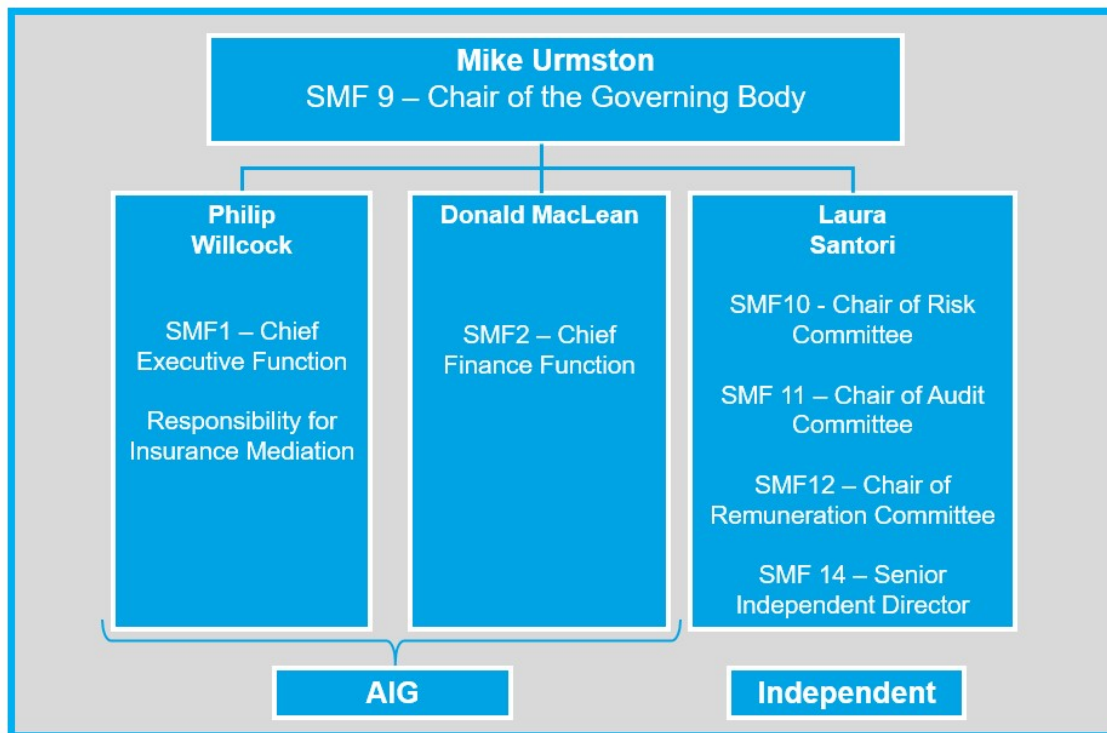 Mike Urmston
SMF 9 – Chair of the Governing Body
Philip
Willcock
SMF1 – Chief
Executive Function
Responsibility for
Insurance Mediation
Donald MacLean
SMF2 – Chief
Finance Function
Laura
Santori
SMF10 - Chair of Risk
Committee
SMF 11 – Chair of Audit
Committee
SMF12 – Chair of
Remuneration Committee
SMF 14 – Senior
Independent Director
AIG
Independent